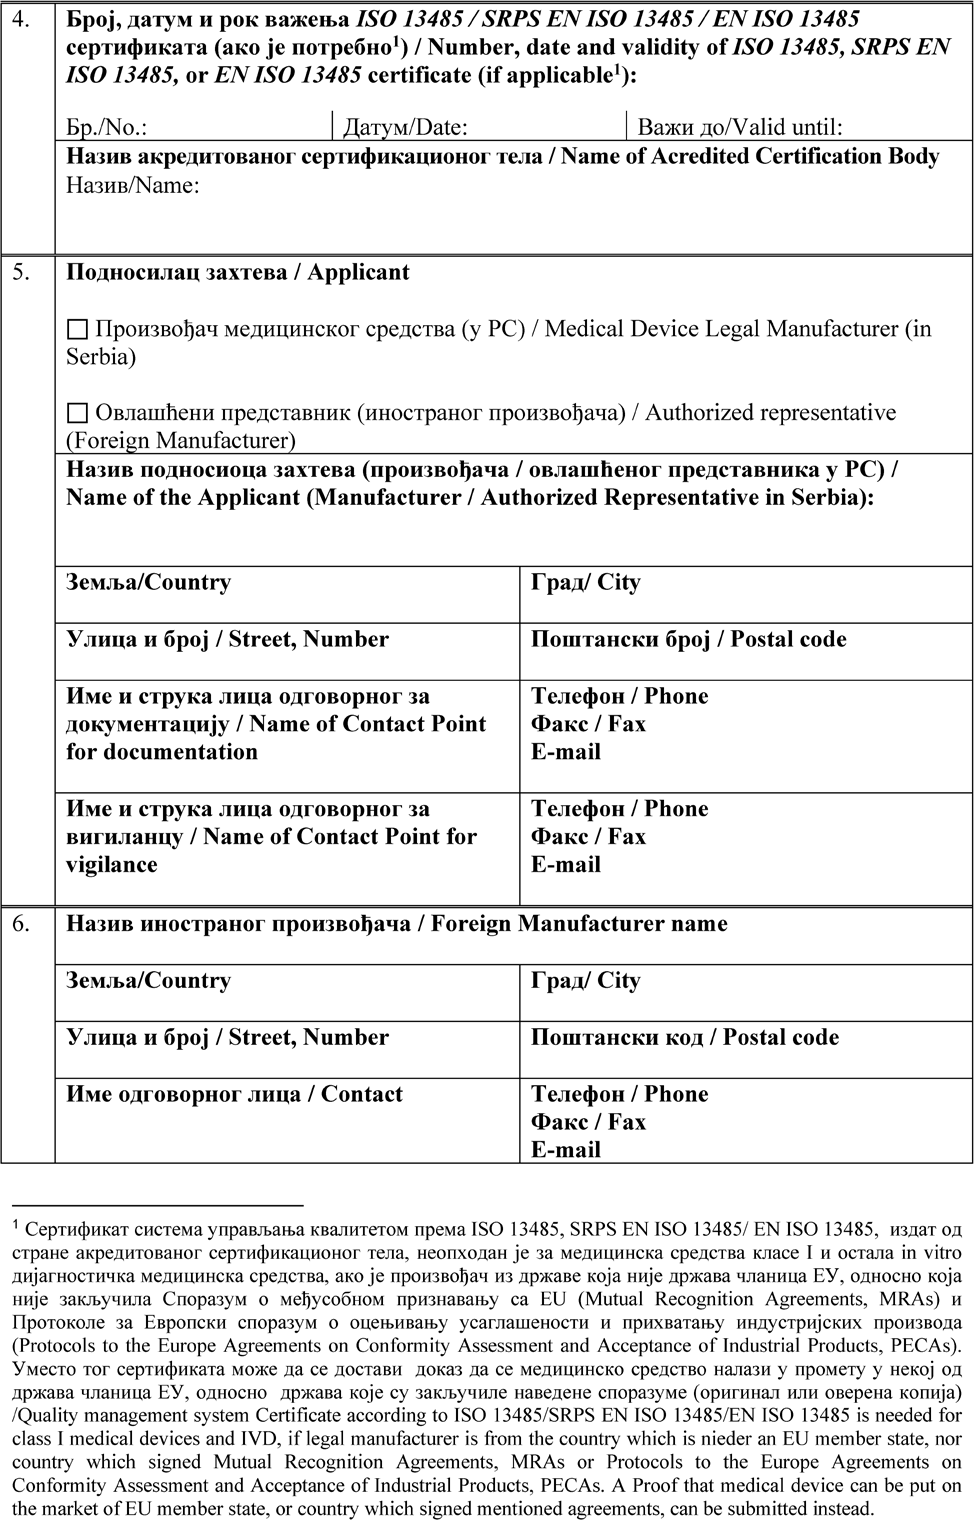 4. Број, датум и рок важења ISO 13485 / SRPS EN ISO 13485 / EN ISO 13485
сертификата (ако је потребно¹) / Number, date and validity of ISO 13485, SRPS EN
ISO 13485, or EN ISO 13485 certificate (if applicable¹):
Бр./No.: Датум/Date: Важи до/Valid until:
Назив акредитованог сертификационог тела / Name of Acredited Certification Body
Назив/Name:
5. Подносилац захтева / Applicant
☐ Произвођач медицинског средства (у РС) / Medical Device Legal Manufacturer (in
Serbia)
☐ Овлашћени представник (иностраног произвођача) / Authorized representative
(Foreign Manufacturer)
Назив подносиоца захтева (произвођача / овлашћеног представника у РС) /
Name of the Applicant (Manufacturer / Authorized Representative in Serbia):
Земља/Country Град/ City
Улица и број / Street, Number Поштански број / Postal code
Име и струка лица одговорног за
документацију / Name of Contact Point
for documentation
Телефон / Phone
Факс / Fax
E-mail
Име и струка лица одговорног за
вигиланцу / Name of Contact Point for
vigilance
Телефон / Phone
Факс / Fax
E-mail
6. Назив иностраног произвођача / Foreign Manufacturer name
Земља/Country Град/ City
Улица и број / Street, Number Поштански код / Postal code
Име одговорног лица / Contact
Телефон / Phone
Факс / Fax
E-mail
¹ Сертификат система управљања квалитетом према ISO 13485, SRPS EN ISO 13485/ EN ISO 13485, издат од
стране акредитованог сертификационог тела, неопходан је за медицинска средства класе I и остала in vitro
дијагностичка медицинска средства, ако је произвођач из државе која није држава чланица ЕУ, односно која
није закључила Споразум о међусобном признавању са EU (Mutual Recognition Agreements, MRAs) и
Протоколе за Европски споразум о оцењивању усаглашености и прихватању индустријских производа
(Protocols to the Europe Agreements on Conformity Assessment and Acceptance of Industrial Products, PECAs).
Уместо тог сертификата може да се достави доказ да се медицинско средство налази у промету у некој од
држава чланица ЕУ, односно држава које су закључиле наведене споразуме (оригинал или оверена копија)
/Quality management system Certificate according to ISO 13485/SRPS EN ISO 13485/EN ISO 13485 is needed for
class I medical devices and IVD, if legal manufacturer is from the country which is nieder an EU member state, nor
country which signed Mutual Recognition Agreements, MRAs or Protocols to the Europe Agreements on
Conformity Assessment and Acceptance of Industrial Products, PECAs. A Proof that medical device can be put on
the market of EU member state, or country which signed mentioned agreements, can be submitted instead.